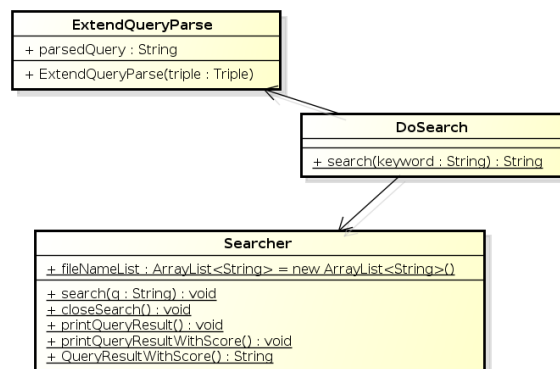 ExtendQueryParse
+ parsedQuery : String
+ ExtendQueryParse(triple : Triple)
DoSearch
+ search(keyword : String) : String
Searcher
+ fileNameList : ArrayList<String> = new ArrayList<String>()
+ search(q : String) : void
+ closeSearch() : void
+ printQueryResult() : void
+ printQueryResultWithScore() : void
+ QueryResultWithScore() : String